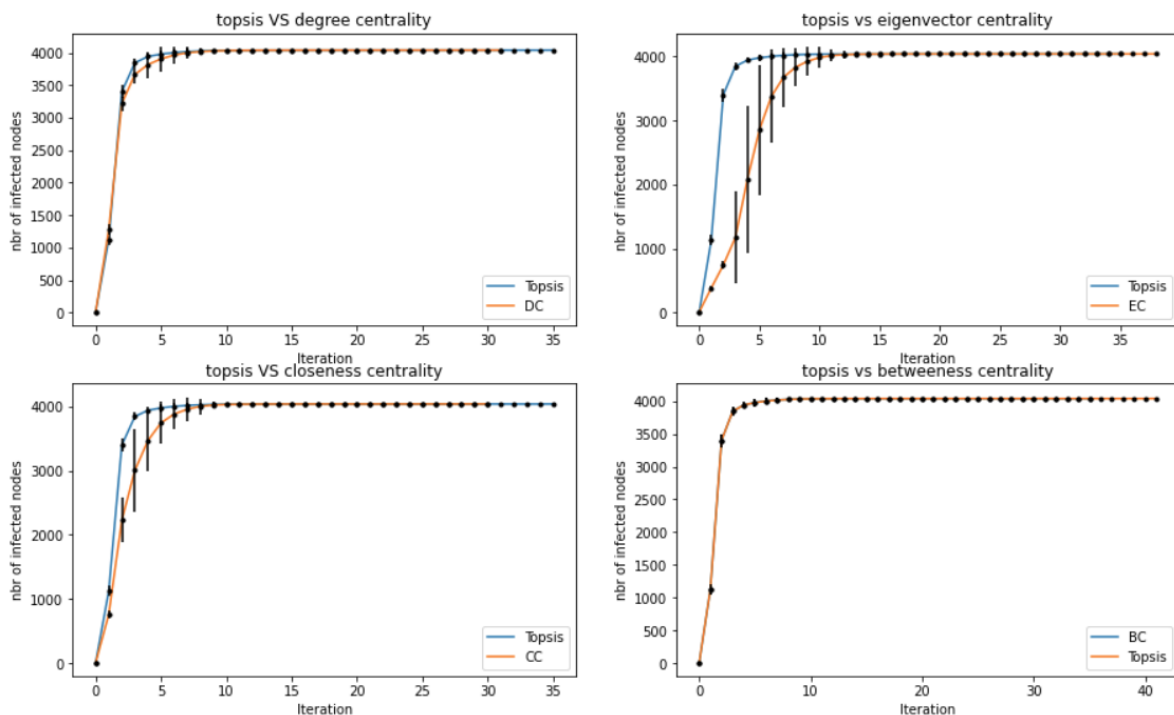 topsis VS degree centrality
nbr of infected nodes
4000
3500
3000
2500
2000
1500
1000
500
0
0 5 10 15 20 25 30 35
Iteration
Topsis
DC
topsis vs eigenvector centrality
nbr of infected nodes
4000
3000
2000
1000
0
0 5 10 15 20 25 30 35
Iteration
Topsis
EC
topsis VS closeness centrality
nbr of infected nodes
4000
3000
2000
1000
0
0 5 10 15 20 25 30 35
Iteration
Topsis
CC
topsis vs betweeness centrality
nbr of infected nodes
4000
3500
3000
2500
2000
1500
1000
500
0
0 10 20 30 40
Iteration
BC
Topsis